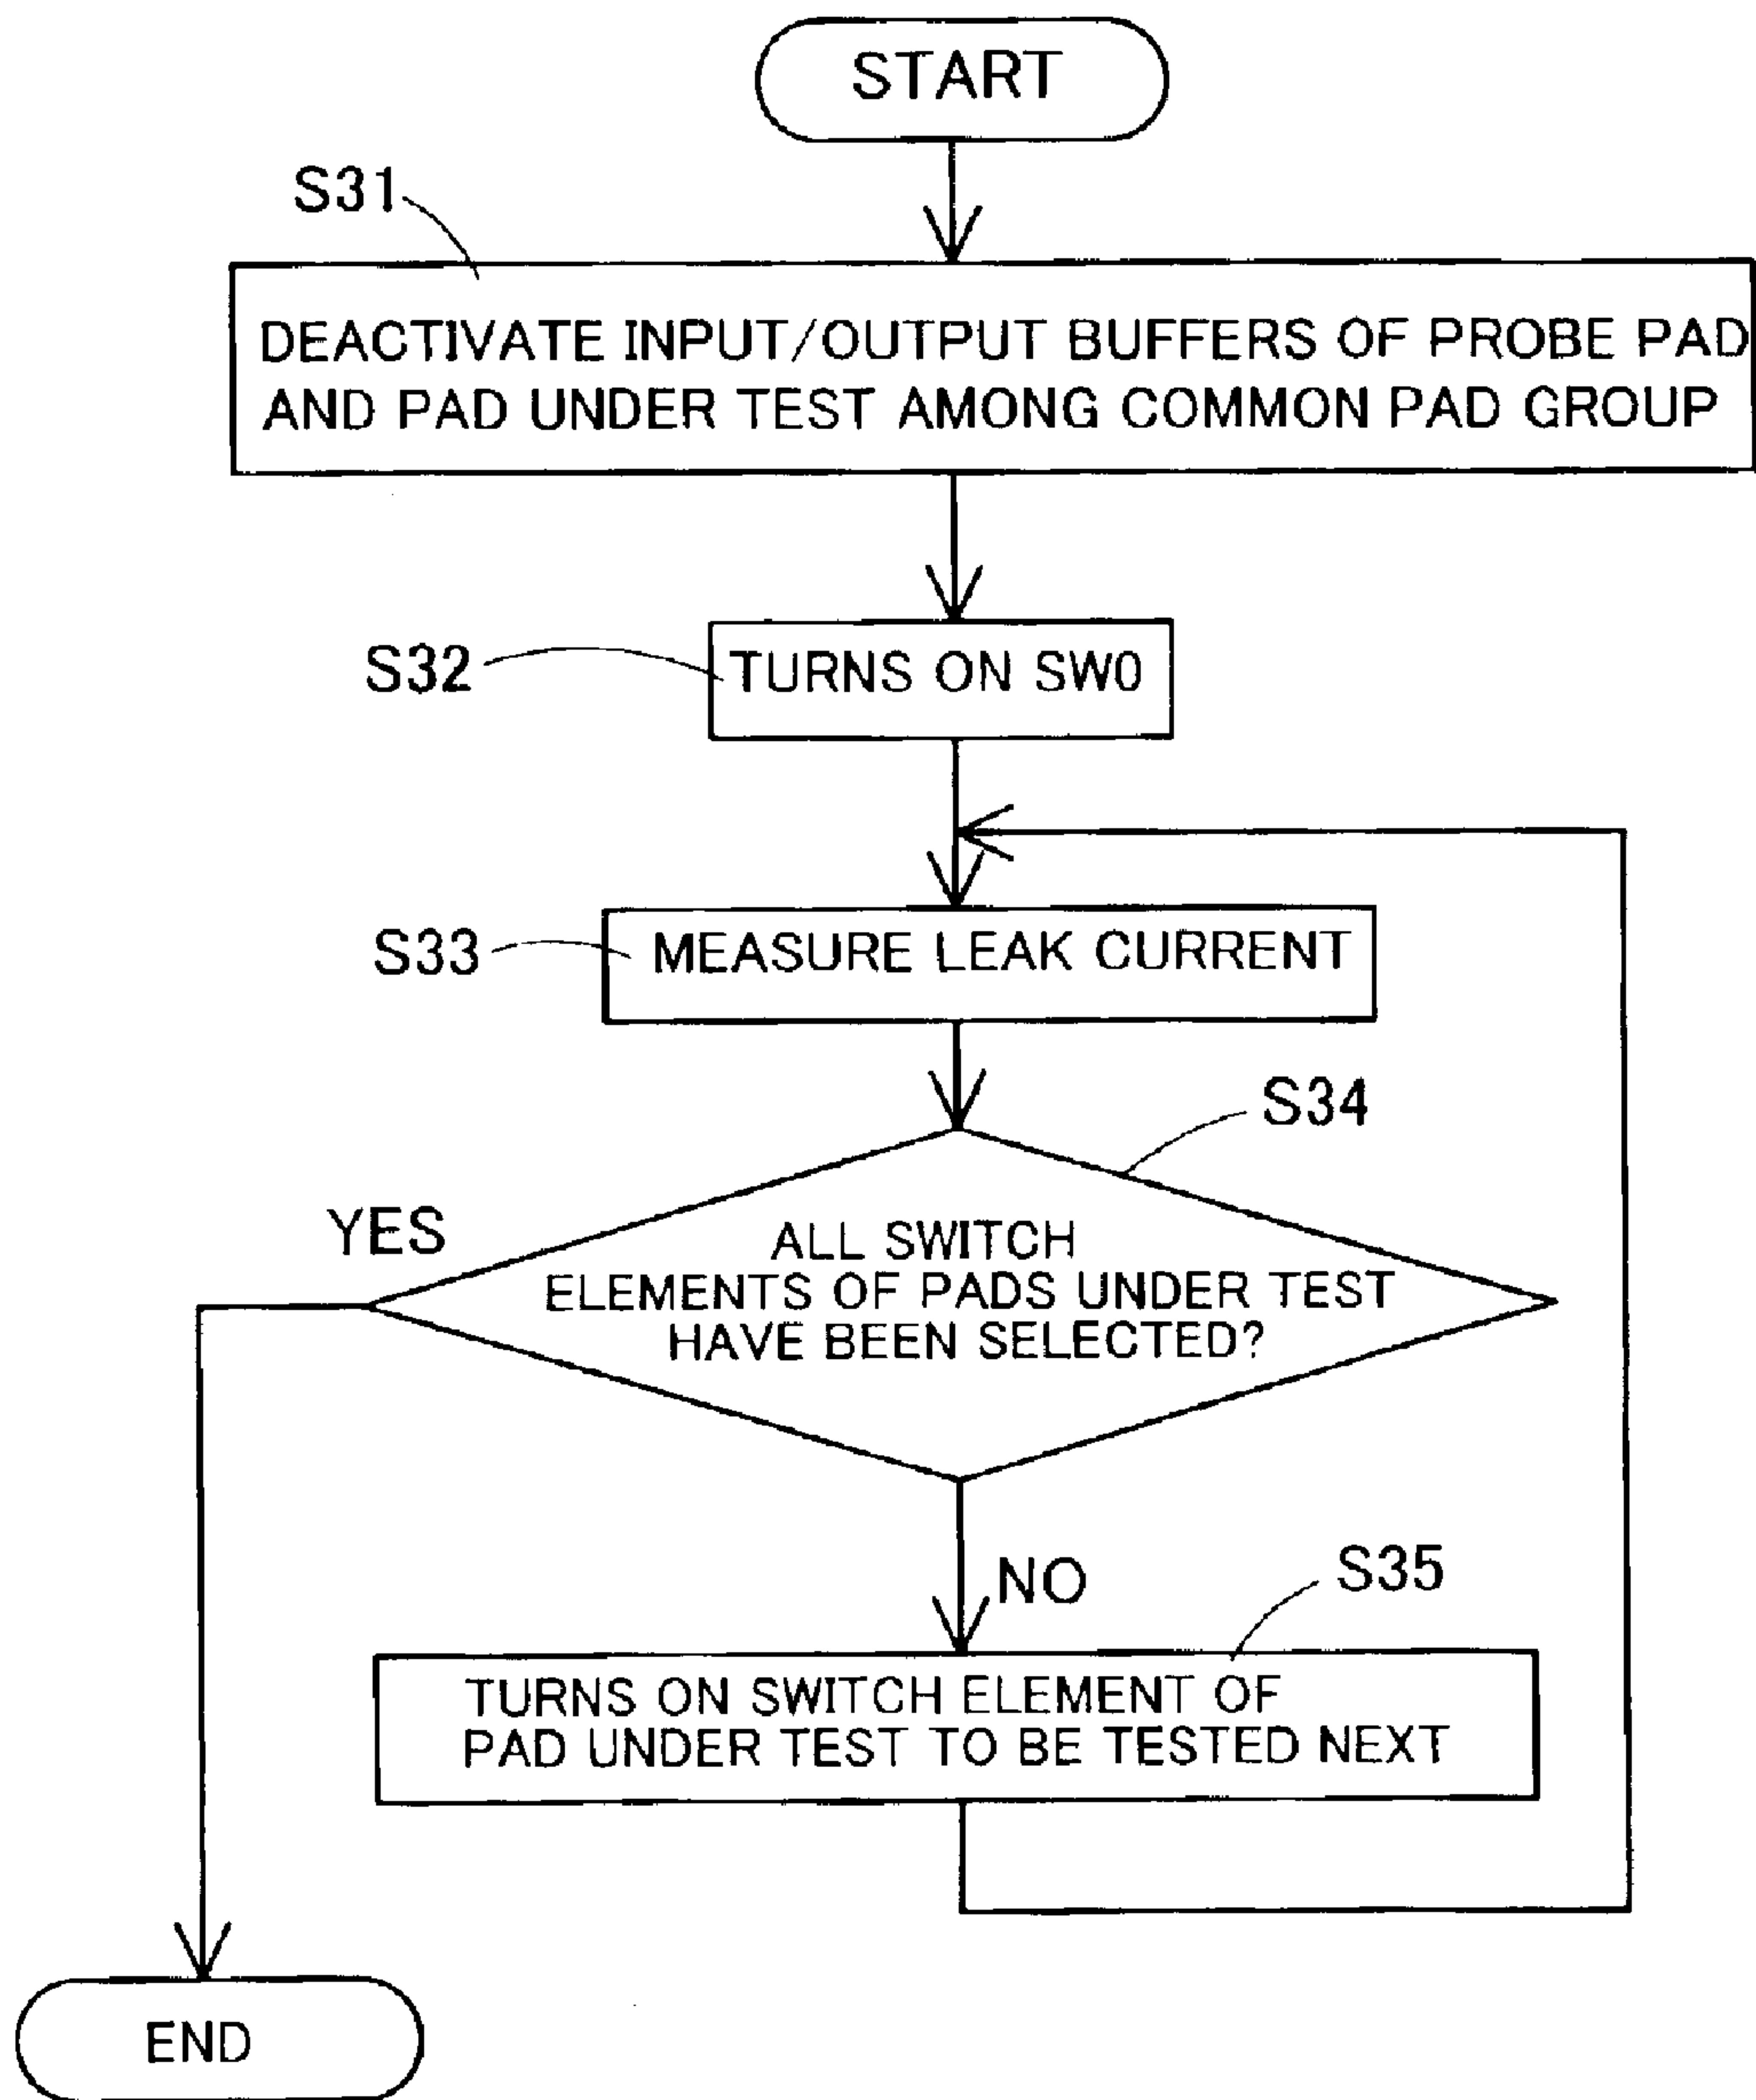 START
S31
DEACTIVATE INPUT/OUTPUT BUFFERS OF PROBE PAD
AND PAD UNDER TEST AMONG COMMON PAD GROUP
S32
TURNS ON SW0
S33
MEASURE LEAK CURRENT
S34
YES
ALL SWITCH
ELEMENTS OF PADS UNDER TEST
HAVE BEEN SELECTED?
NO
S35
TURNS ON SWITCH ELEMENT OF
PAD UNDER TEST TO BE TESTED NEXT
END